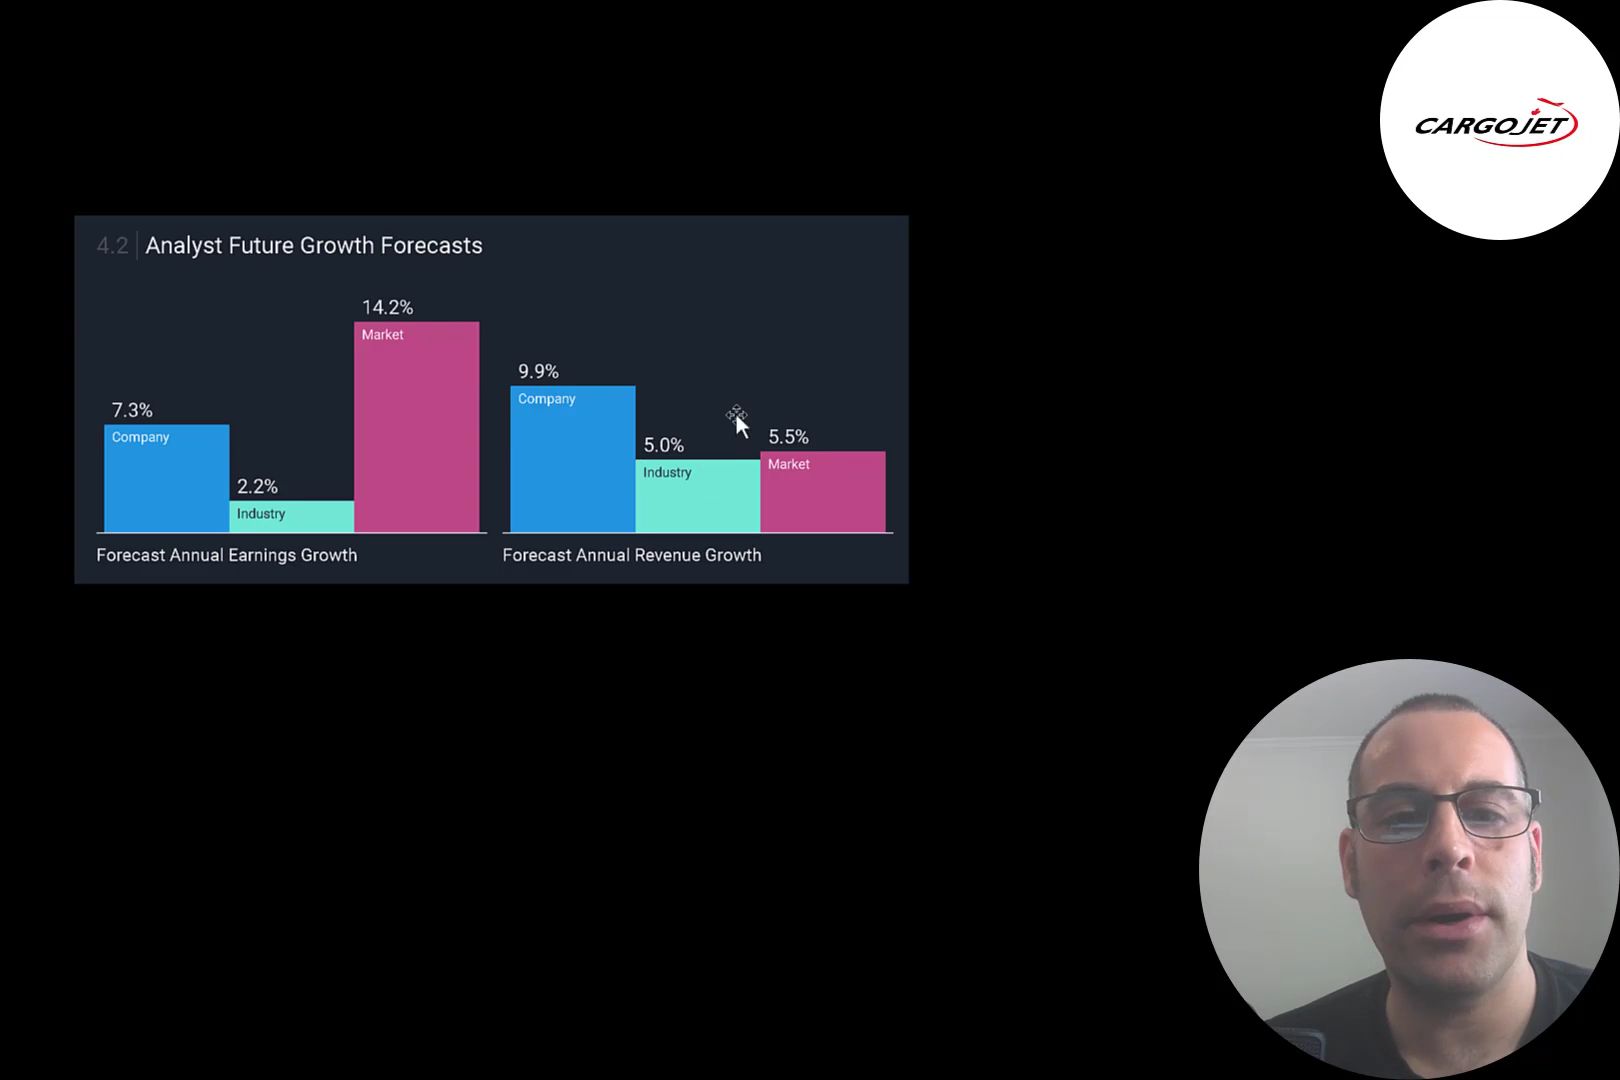 CARGOJET
4.2 Analyst Future Growth Forecasts
14.2%
Market
7.3%
Company
2.2%
Industry
Forecast Annual Earnings Growth
9.9%
Company
5.0%
Industry
5.5%
Market
Forecast Annual Revenue Growth